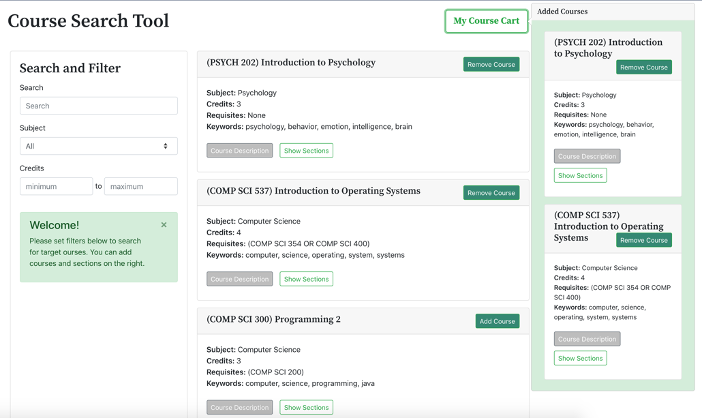 Course Search Tool
My Course Cart
Search and Filter
Search
Search
Subject
All
Credits
minimum to maximum
Welcome! ×
Please set filters below to search
for target ourses. You can add
courses and sections on the right.
(PSYCH 202) Introduction to Psychology
Remove Course
Subject: Psychology
Credits: 3
Requisites: None
Keywords: psychology, behavior, emotion, intelligence, brain
Course Description Show Sections
(COMP SCI 537) Introduction to Operating Systems
Remove Course
Subject: Computer Science
Credits: 4
Requisites: (COMP SCI 354 OR COMP SCI 400)
Keywords: computer, science, operating, system, systems
Course Description Show Sections
(COMP SCI 300) Programming 2
Add Course
Subject: Computer Science
Credits: 3
Requisites: (COMP SCI 200)
Keywords: computer, science, programming, java
Course Description Show Sections
Added Courses
(PSYCH 202) Introduction
to Psychology
Remove Course
Subject: Psychology
Credits: 3
Requisites: None
Keywords: psychology, behavior,
emotion, intelligence, brain
Course Description
Show Sections
(COMP SCI 537)
Introduction to Operating
Systems
Remove Course
Subject: Computer Science
Credits: 4
Requisites: (COMP SCI 354 OR COMP
SCI 400)
Keywords: computer, science,
operating, system, systems
Course Description
Show Sections